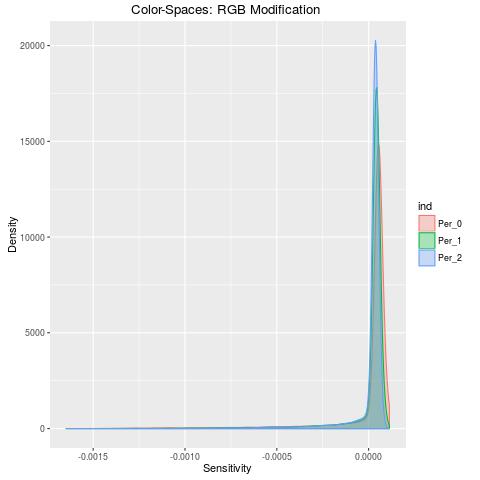 Color-Spaces: RGB Modification
20000
15000
10000
5000
0
Density
-0.0015 -0.0010 -0.0005 0.0000
Sensitivity
ind
Per_0
Per_1
Per_2